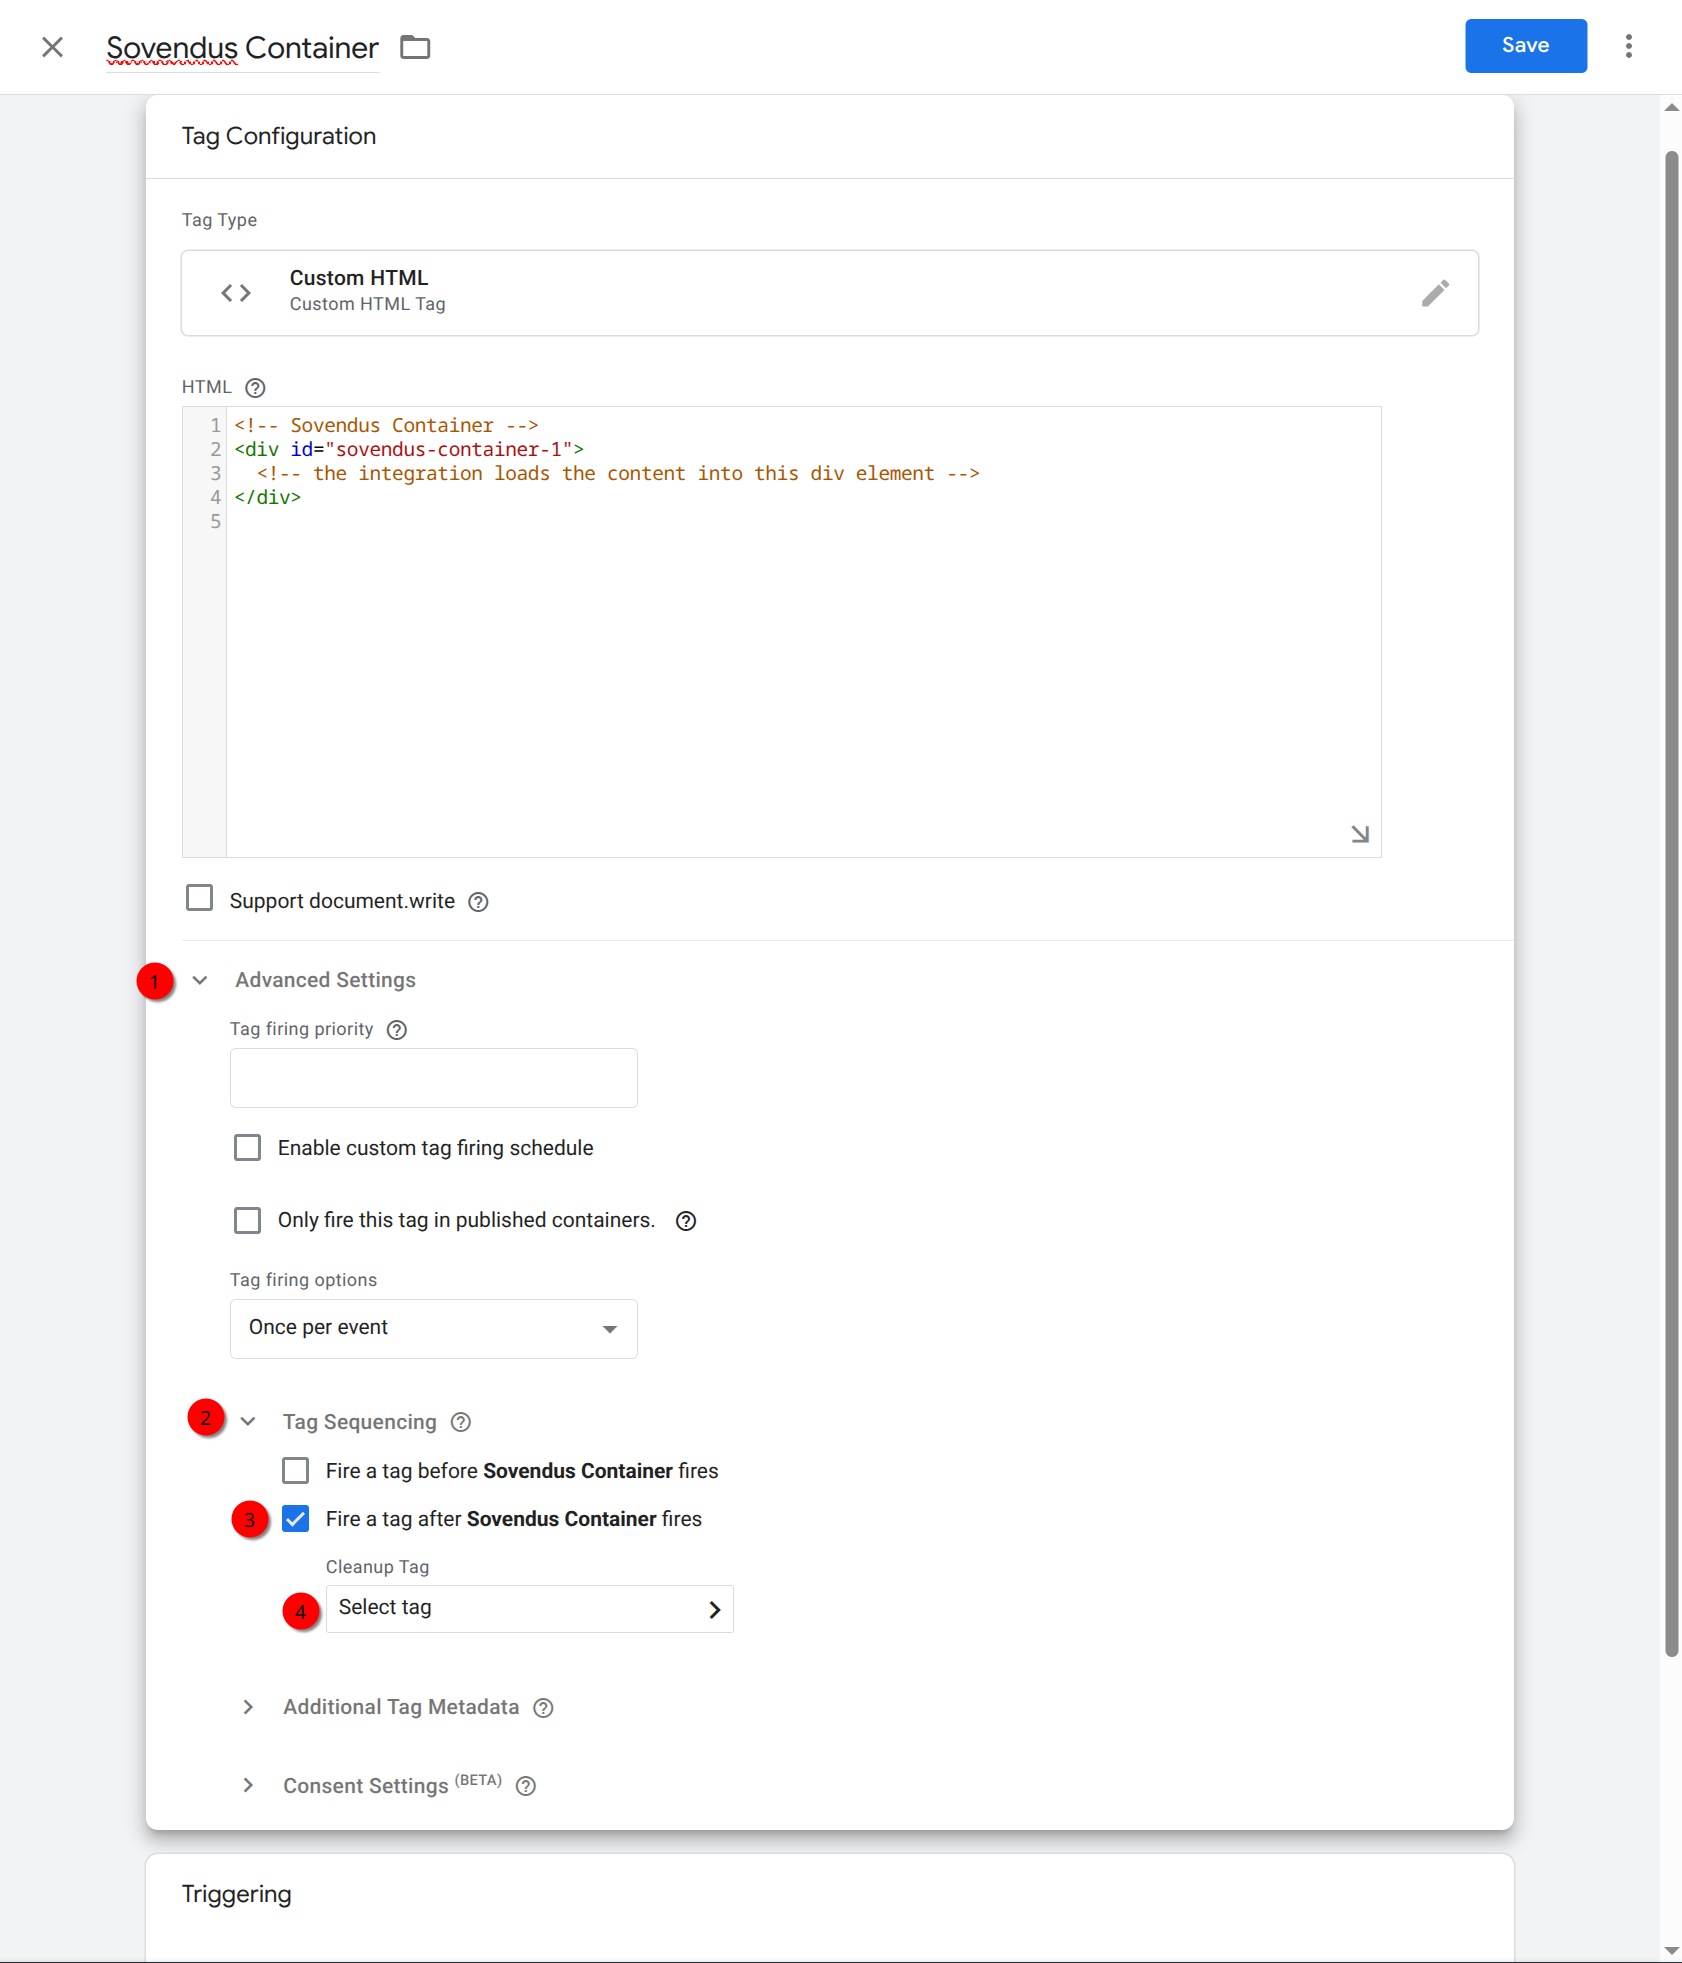 Sovendus Container
Save
Tag Configuration
Tag Type
Custom HTML
Custom HTML Tag
HTML
1 <!-- Sovendus Container -->
2 <div id="sovendus-container-1">
3   <!-- the integration loads the content into this div element -->
4 </div>
5
Support document.write
1 Advanced Settings
Tag firing priority
Enable custom tag firing schedule
Only fire this tag in published containers.
Tag firing options
Once per event
2 Tag Sequencing
Fire a tag before Sovendus Container fires
3 Fire a tag after Sovendus Container fires
Cleanup Tag
4 Select tag
Additional Tag Metadata
Consent Settings (BETA)
Triggering